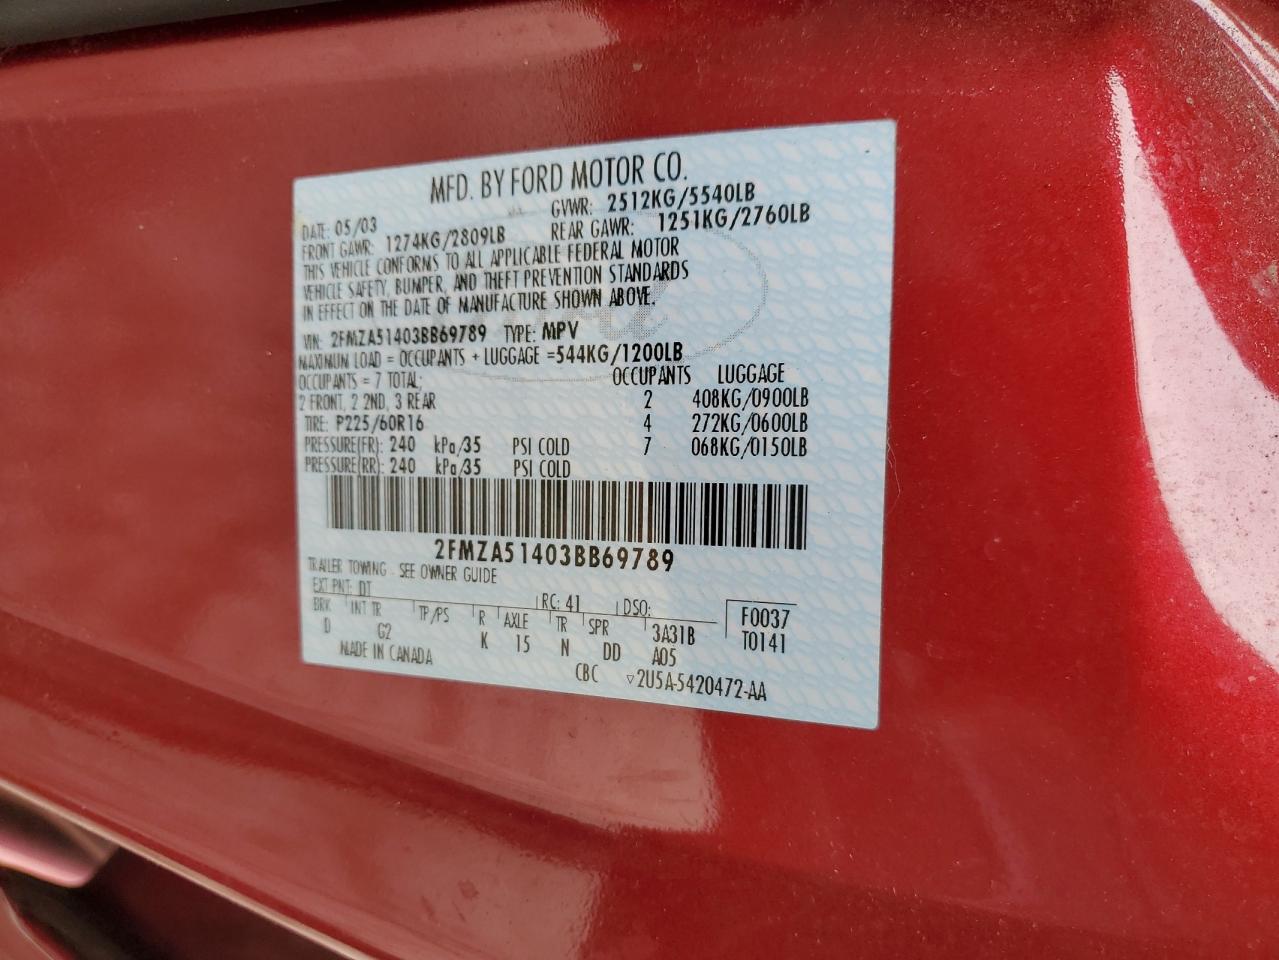 MFD. BY FORD MOTOR CO.
DATE: 05/03 GVWR: 2512KG/5540LB
FRONT GAWR: 1274KG/2809LB REAR GAWR: 1251KG/2760LB
THIS VEHICLE CONFORMS TO ALL APPLICABLE FEDERAL MOTOR
VEHICLE SAFETY, BUMPER, AND THEFT PREVENTION STANDARDS
IN EFFECT ON THE DATE OF MANUFACTURE SHOWN ABOVE.
VIN: 2FMZA51403BB69789 TYPE: MPV
MAXIMUM LOAD = OCCUPANTS + LUGGAGE =544KG/1200LB
OCCUPANTS = 7 TOTAL; OCCUPANTS LUGGAGE
2 FRONT, 2 2ND, 3 REAR 2 408KG/0900LB
TIRE: P225/60R16 4 272KG/0600LB
PRESSURE(FR): 240 kPa/35 PSI COLD 7 068KG/0150LB
PRESSURE(RR): 240 kPa/35 PSI COLD
2FMZA51403BB69789
TRAILER TOWING - SEE OWNER GUIDE
EXT PNT: DT RC: 41 DSO: F0037
BRK INT TR TP/PS R AXLE TR SPR 3A31B T0141
D G2 K 15 N DD A05
MADE IN CANADA CBC ▽2U5A-5420472-AA